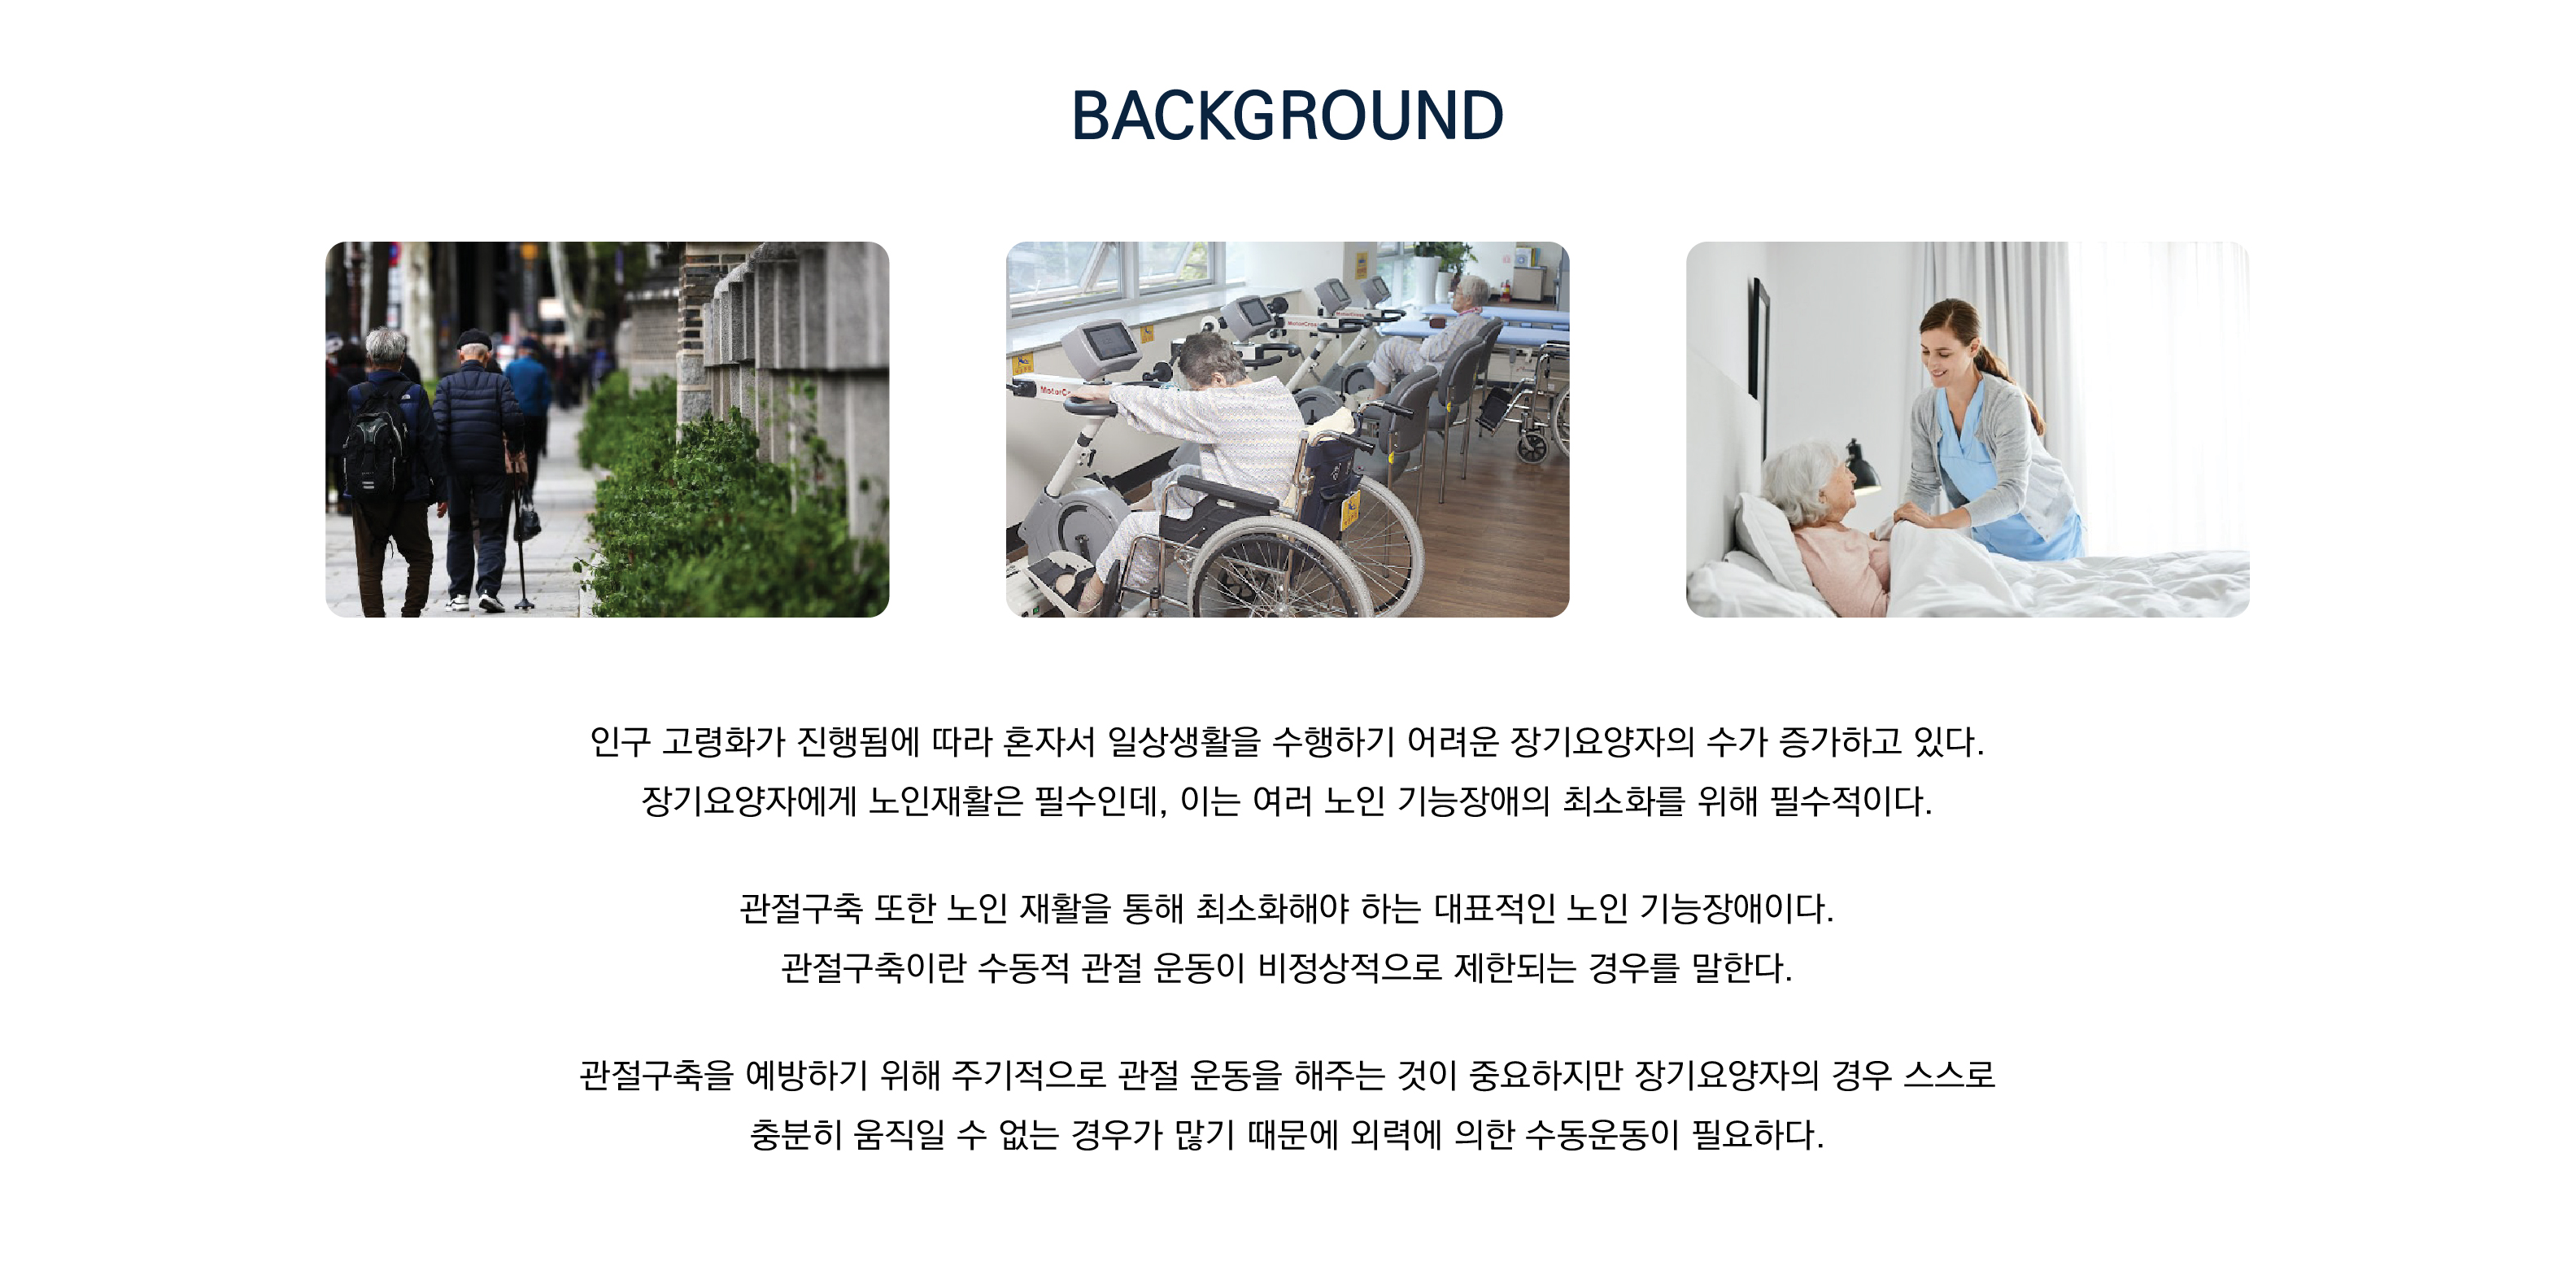 BACKGROUND
MotorCross
인구 고령화가 진행됨에 따라 혼자서 일상생활을 수행하기 어려운 장기요양자의 수가 증가하고 있다.
장기요양자에게 노인재활은 필수인데, 이는 여러 노인 기능장애의 최소화를 위해 필수적이다.
관절구축 또한 노인 재활을 통해 최소화해야 하는 대표적인 노인 기능장애이다.
관절구축이란 수동적 관절 운동이 비정상적으로 제한되는 경우를 말한다.
관절구축을 예방하기 위해 주기적으로 관절 운동을 해주는 것이 중요하지만 장기요양자의 경우 스스로
충분히 움직일 수 없는 경우가 많기 때문에 외력에 의한 수동운동이 필요하다.